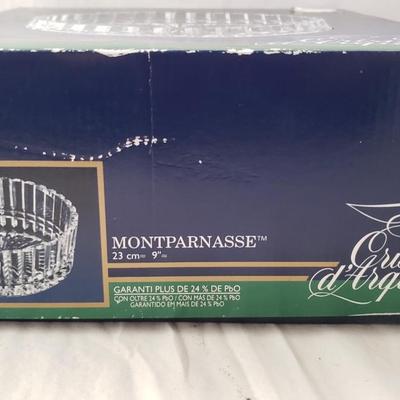 MONTPARNASSE™
23 cm≃ 9"≃
GARANTI PLUS DE 24 % DE PbO
CON OLTRE 24 % PbO / CON MÁS DE 24 % PbO
GARANTIDO EM MAIS DE 24 % PbO